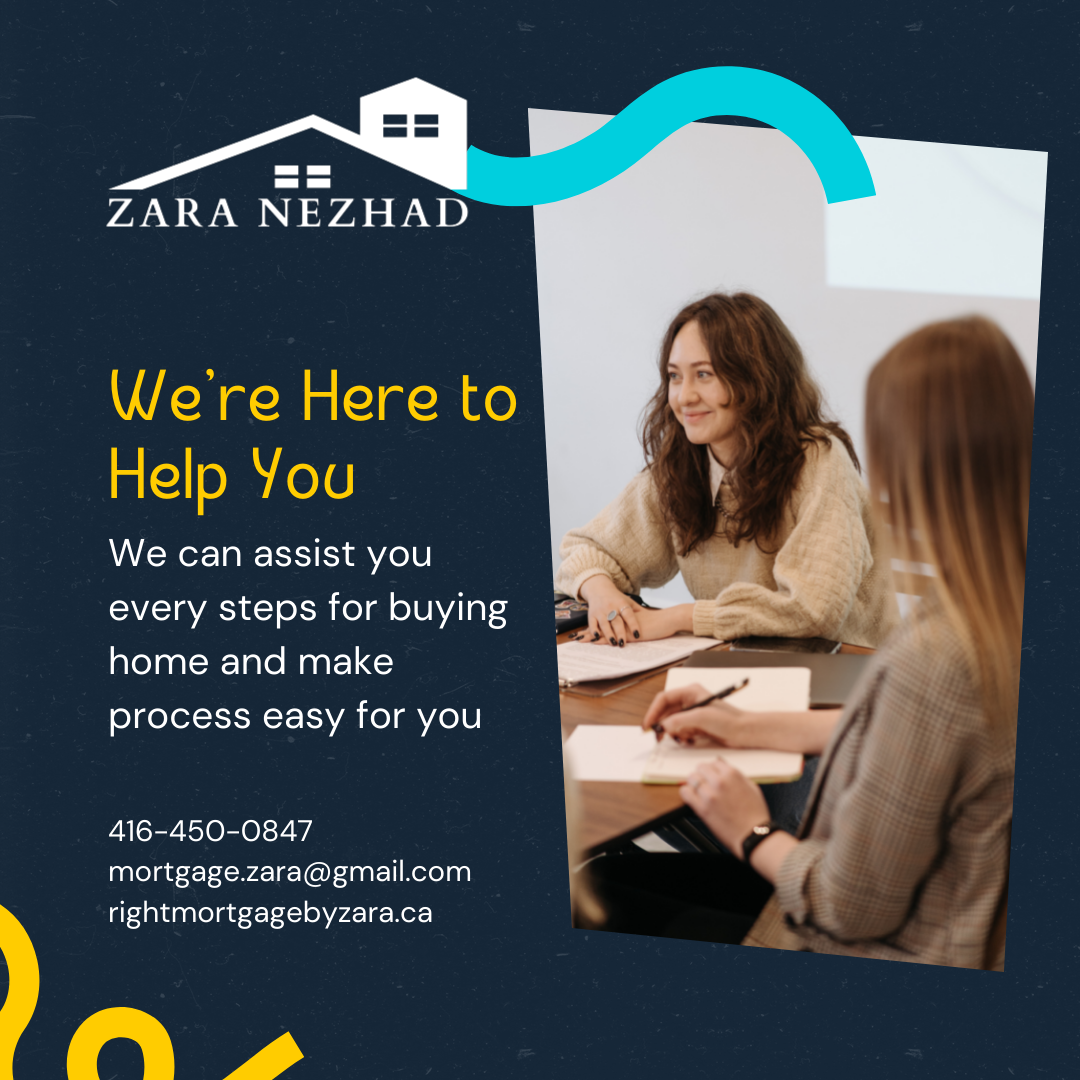 ZARA NEZHAD
We’re Here to
Help You
We can assist you
every steps for buying
home and make
process easy for you
416-450-0847
mortgage.zara@gmail.com
rightmortgagebyzara.ca